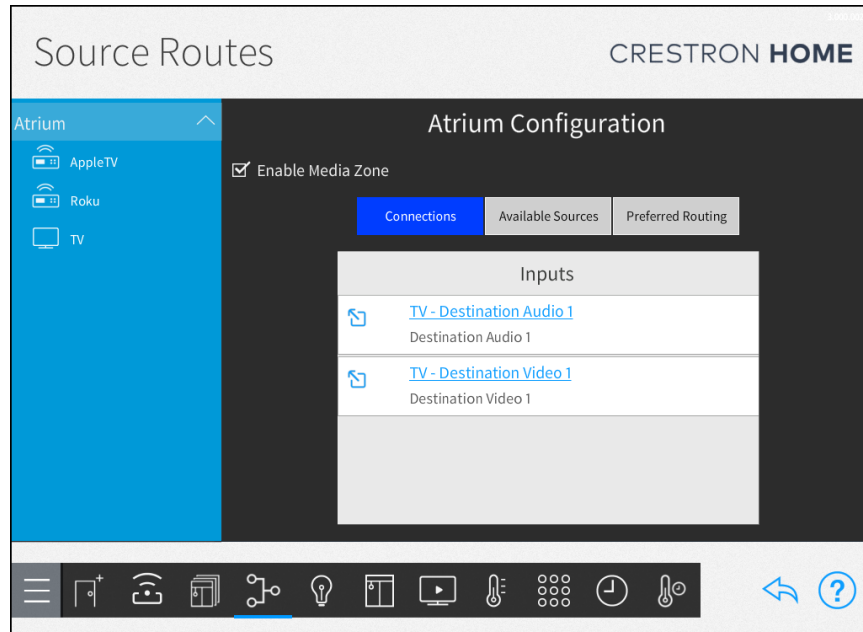 Source Routes
CRESTRON HOME
Atrium
AppleTV
Roku
TV
Atrium Configuration
Enable Media Zone
Connections
Available Sources
Preferred Routing
Inputs
TV - Destination Audio 1
Destination Audio 1
TV - Destination Video 1
Destination Video 1
?